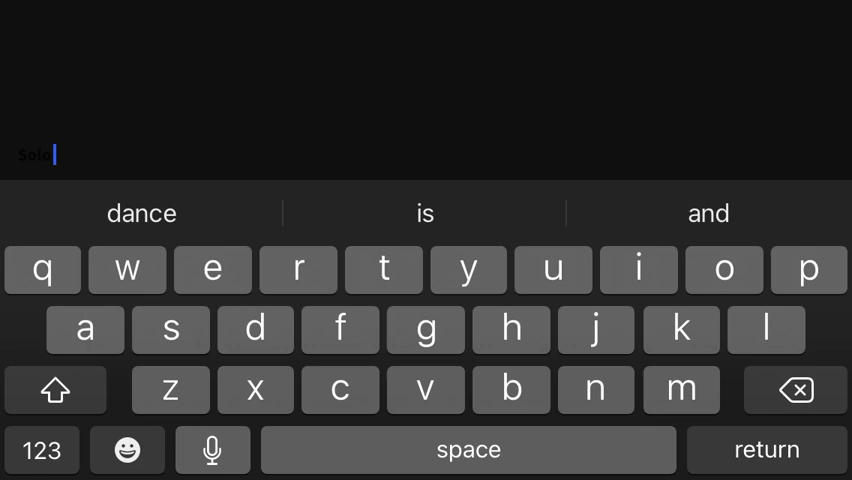 Solo
dance is and
q w e r t y u i o p
a s d f g h j k l
z x c v b n m
123 space return